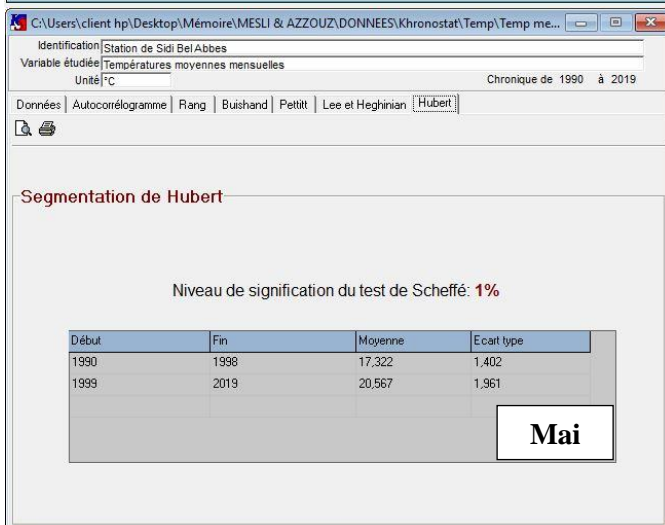 C:\Users\client hp\Desktop\Mémoire\MESLI & AZZOUZ\DONNEES\Khronostat\Temp\Temp me...
Identification Station de Sidi Bel Abbes
Variable étudiée Températures moyennes mensuelles
Unité °C Chronique de 1990 à 2019
Données Autocorrélogramme Rang Buishand Pettitt Lee et Heghinian Hubert
Segmentation de Hubert
Niveau de signification du test de Scheffé: 1%
Début Fin Moyenne Ecart type
1990 1998 17,322 1,402
1999 2019 20,567 1,961
Mai